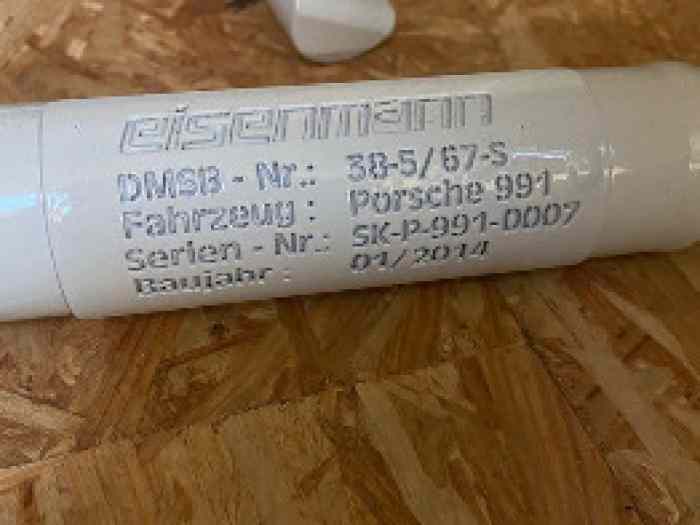 eisenmann
DMSB - Nr.: 38-5/67-S
Fahrzeug : Porsche 991
Serien - Nr.: SK-P-991-0007
Baujahr : 01/2014